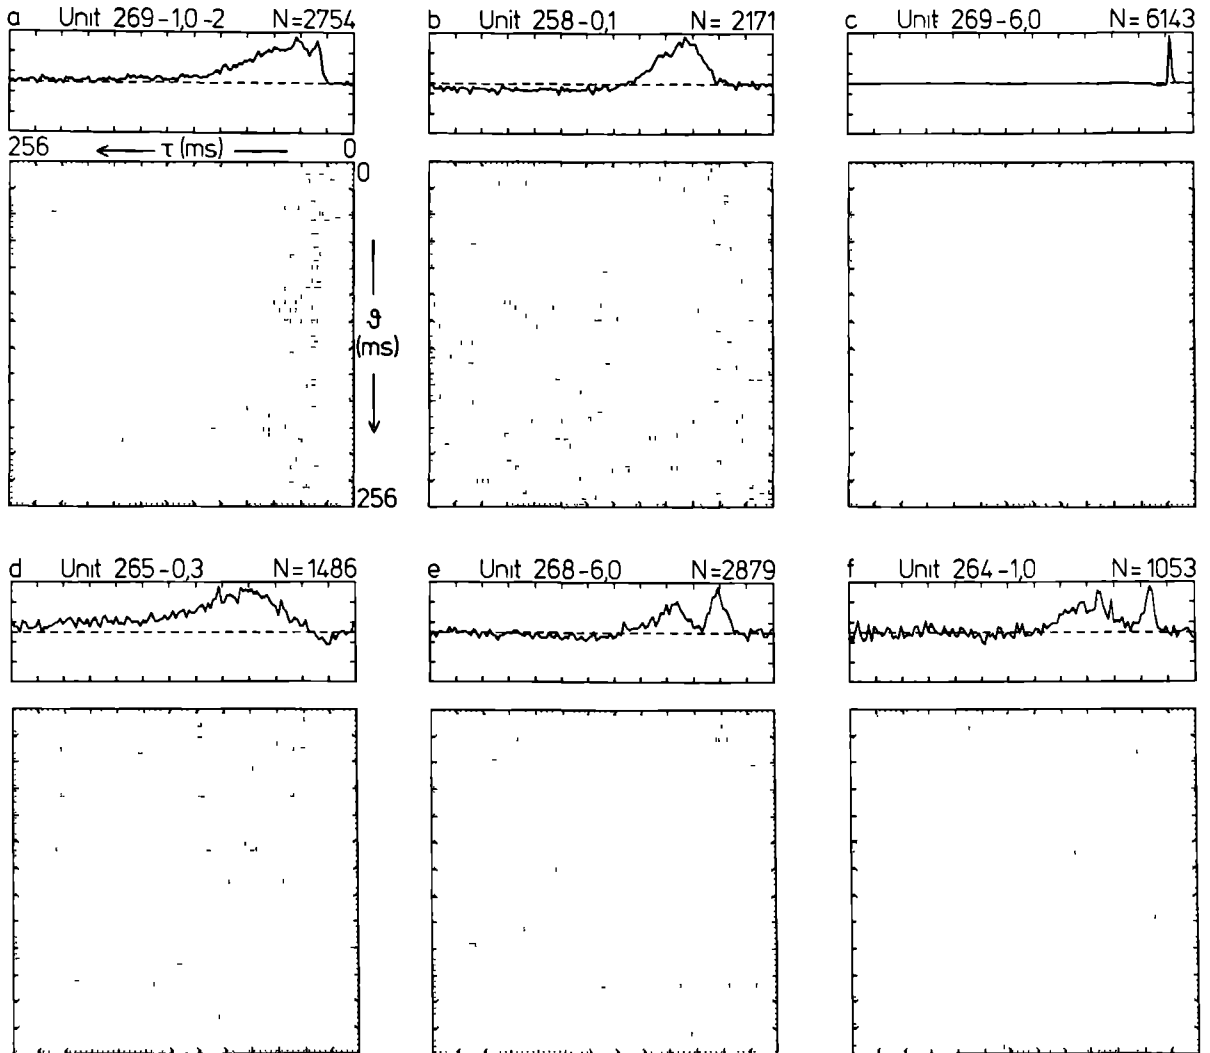 a Unit 269-1,0-2 N=2754
b Unit 258-0,1 N=2171
c Unit 269-6,0 N=6143
256 ← τ (ms) 0
0
ϑ
(ms)
256
d Unit 265-0,3 N=1486
e Unit 268-6,0 N=2879
f Unit 264-1,0 N=1053